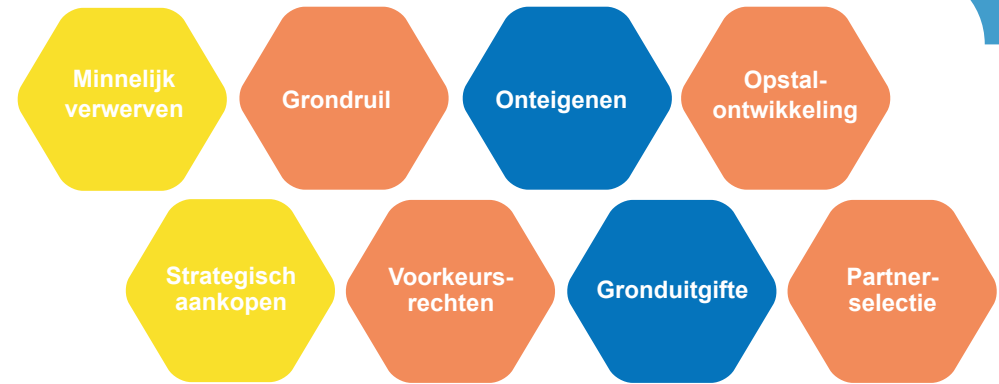 Minnelijk
verwerven
Grondruil
Onteigenen
Opstal-
ontwikkeling
Strategisch
aankopen
Voorkeurs-
rechten
Gronduitgifte
Partner-
selectie